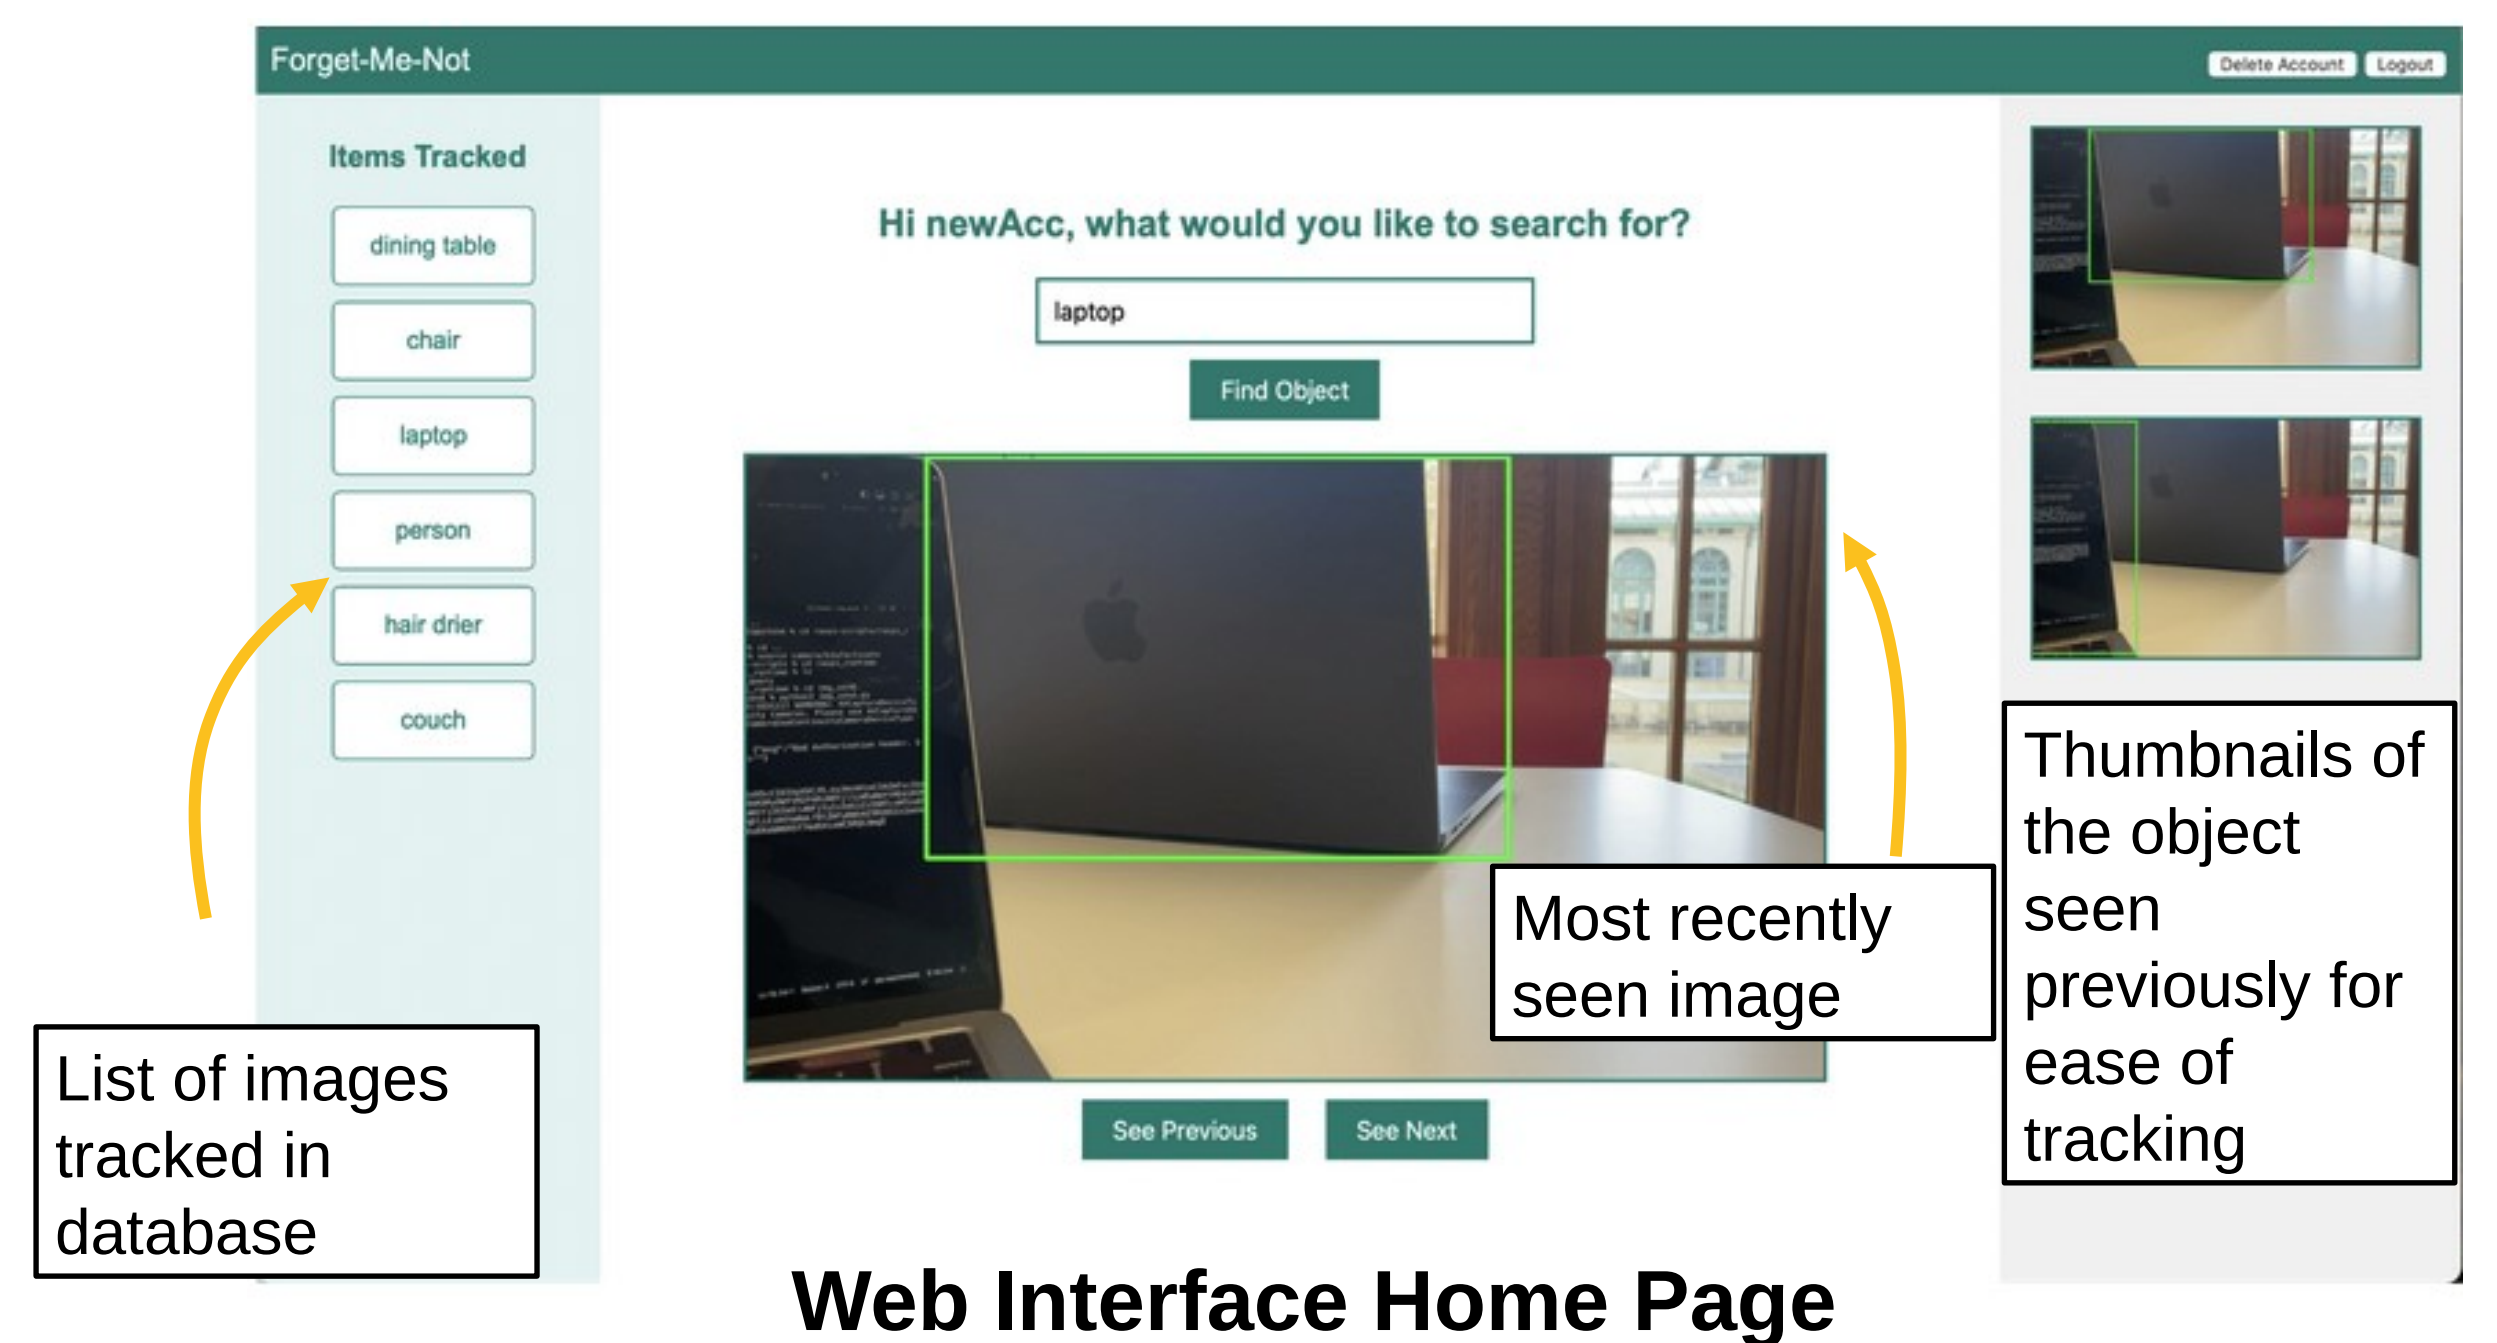 Forget-Me-Not
Delete Account Logout
Items Tracked
dining table
chair
laptop
person
hair drier
couch
Hi newAcc, what would you like to search for?
laptop
Find Object
See Previous
See Next
List of images
tracked in
database
Most recently
seen image
Thumbnails of
the object
seen
previously for
ease of
tracking
Web Interface Home Page